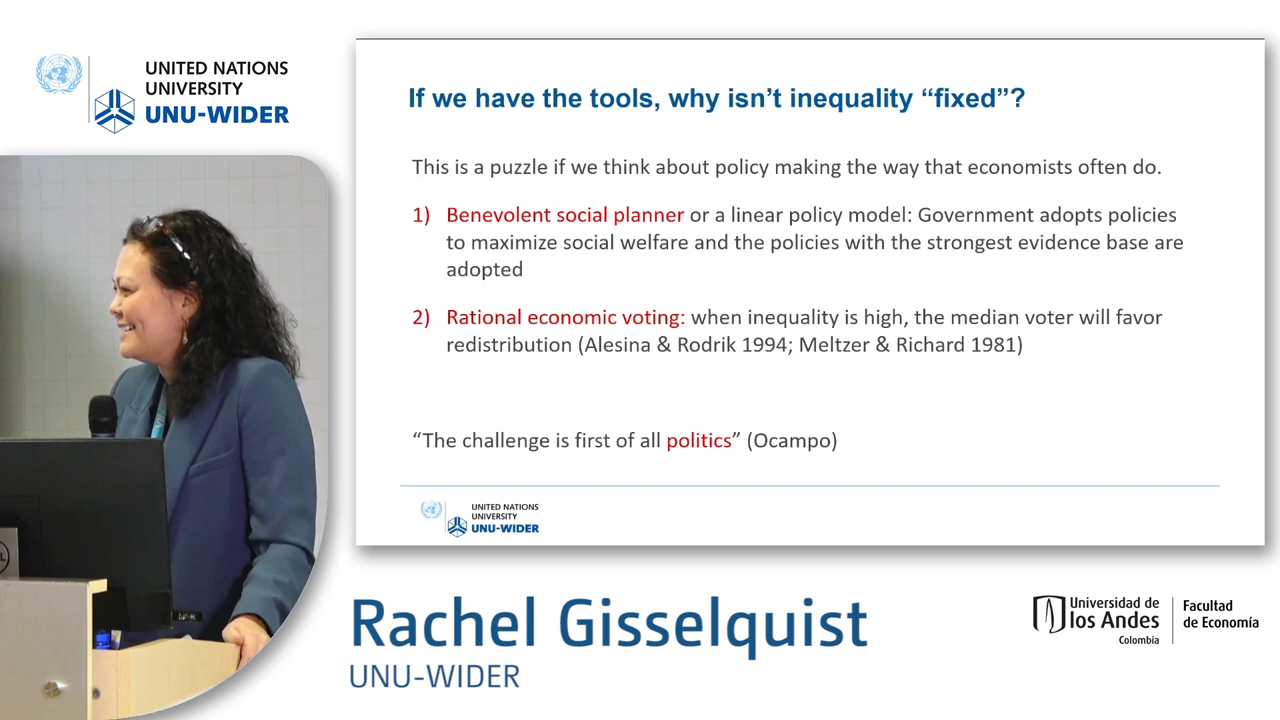 UNITED NATIONS
UNIVERSITY
UNU-WIDER
If we have the tools, why isn’t inequality “fixed”?
This is a puzzle if we think about policy making the way that economists often do.
1) Benevolent social planner or a linear policy model: Government adopts policies
to maximize social welfare and the policies with the strongest evidence base are
adopted
2) Rational economic voting: when inequality is high, the median voter will favor
redistribution (Alesina & Rodrik 1994; Meltzer & Richard 1981)
“The challenge is first of all politics” (Ocampo)
UNITED NATIONS
UNIVERSITY
UNU-WIDER
Rachel Gisselquist
UNU-WIDER
Universidad de
los Andes
Colombia
Facultad
de Economía